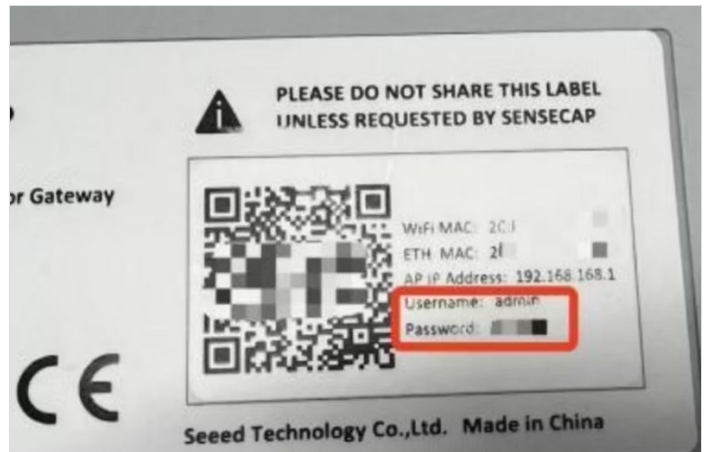 PLEASE DO NOT SHARE THIS LABEL
UNLESS REQUESTED BY SENSECAP
or Gateway
WiFi MAC: 2C
ETH MAC: 2
AP IP Address: 192.168.168.1
Username: admin
Password:
CE
Seeed Technology Co.,Ltd. Made in China